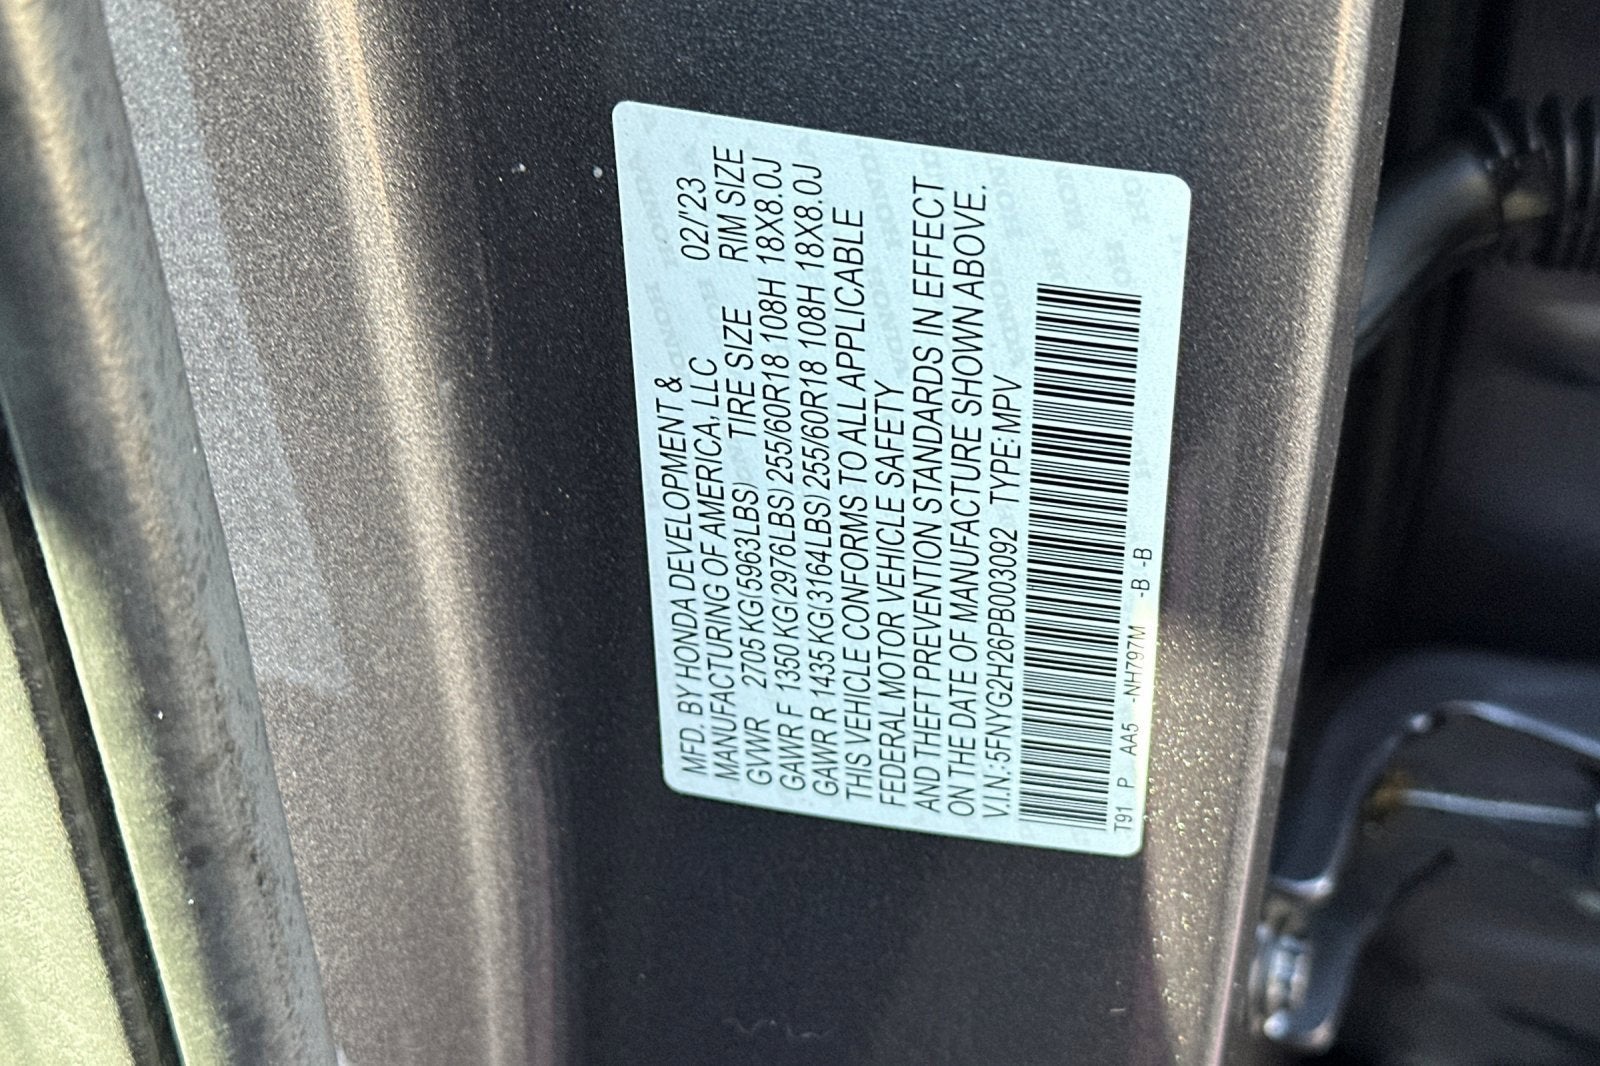 MFD. BY HONDA DEVELOPMENT &
MANUFACTURING OF AMERICA, LLC 02/'23
GVWR 2705 KG(5963LBS) TIRE SIZE RIM SIZE
GAWR F 1350 KG(2976LBS) 255/60R18 108H 18X8.0J
GAWR R 1435 KG(3164LBS) 255/60R18 108H 18X8.0J
THIS VEHICLE CONFORMS TO ALL APPLICABLE
FEDERAL MOTOR VEHICLE SAFETY
AND THEFT PREVENTION STANDARDS IN EFFECT
ON THE DATE OF MANUFACTURE SHOWN ABOVE.
V.I.N.:5FNYG2H26PB003092 TYPE:MPV
T91 P AA5 -NH797M -B -B